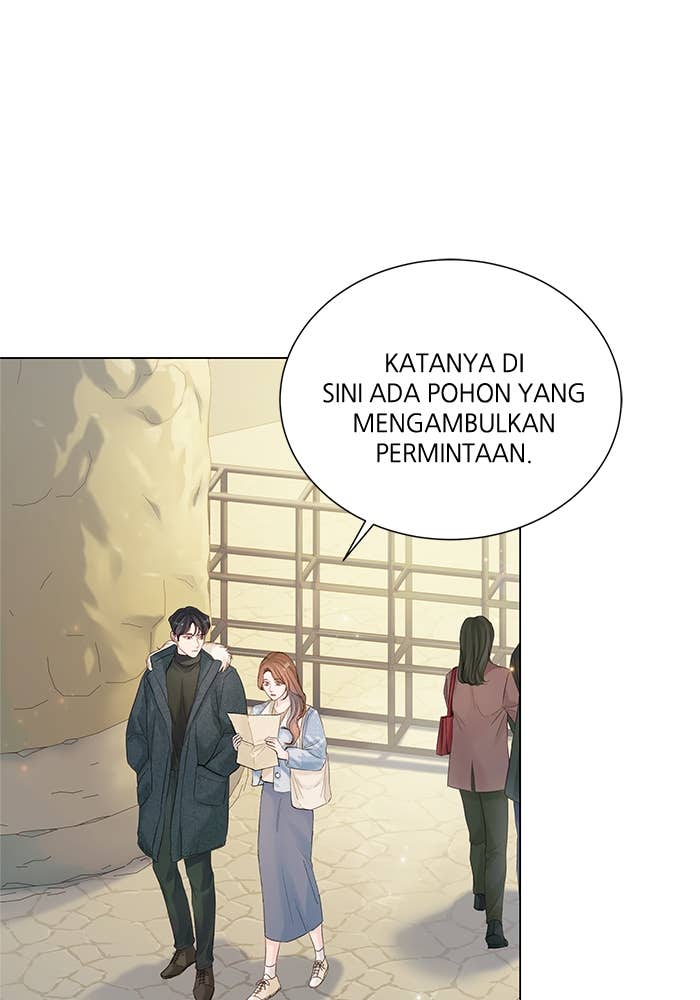 KATANYA DI
SINI ADA POHON YANG
MENGAMBULKAN
PERMINTAAN.